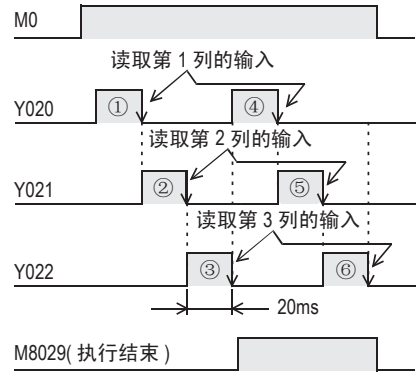 M0
读取第 1 列的输入
Y020
①
④
读取第 2 列的输入
Y021
②
⑤
读取第 3 列的输入
Y022
③
⑥
20ms
M8029( 执行结束 )